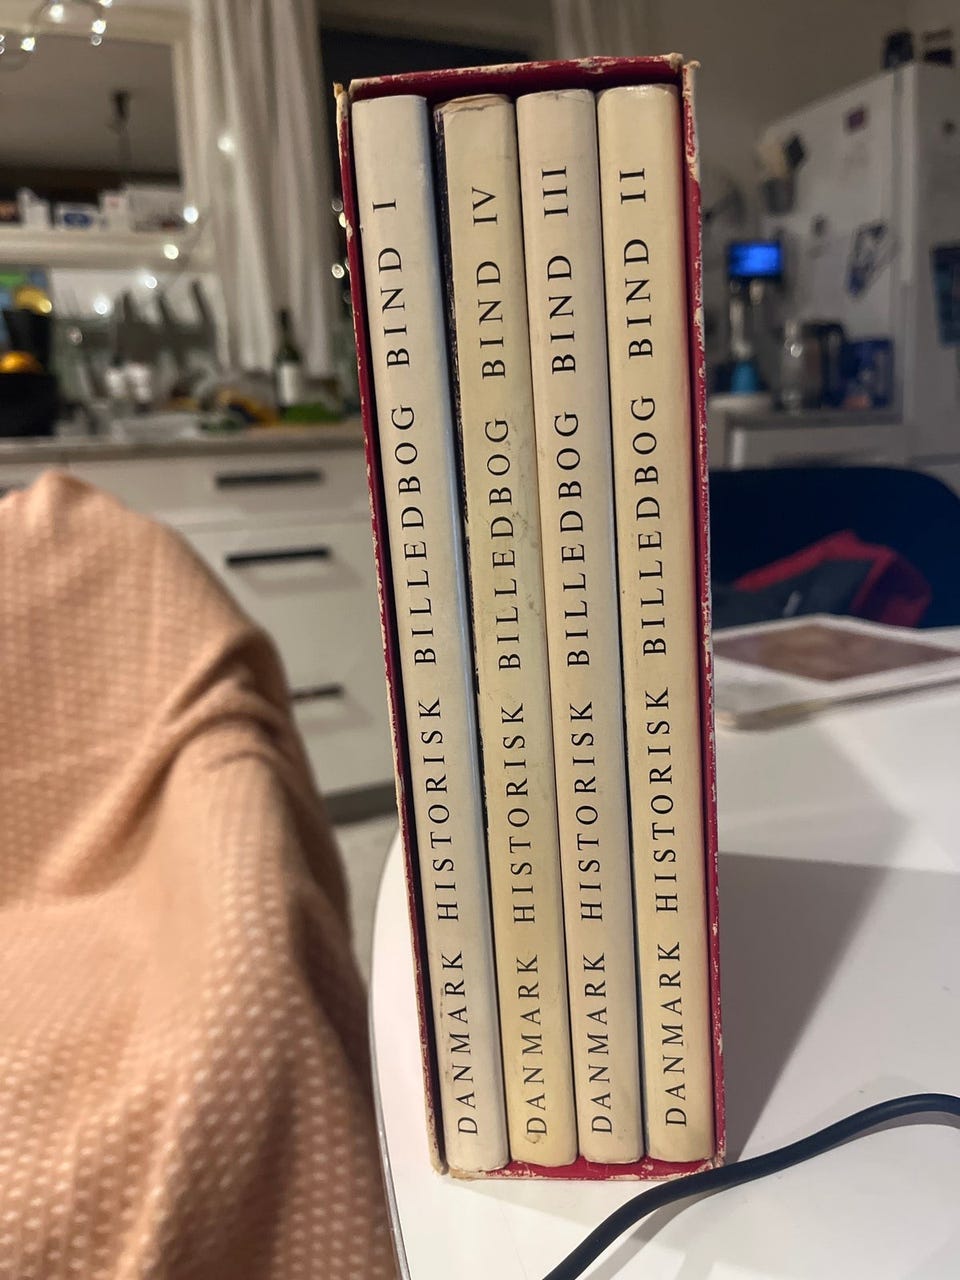 DANMARK HISTORISK BILLEDBOG BIND I
DANMARK HISTORISK BILLEDBOG BIND IV
DANMARK HISTORISK BILLEDBOG BIND III
DANMARK HISTORISK BILLEDBOG BIND II